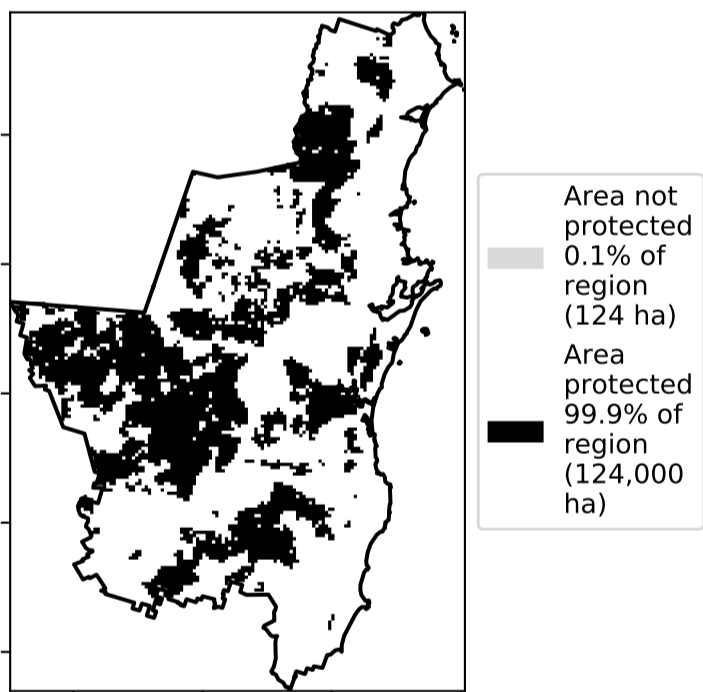 Area not
protected
0.1% of
region
(124 ha)
Area
protected
99.9% of
region
(124,000
ha)